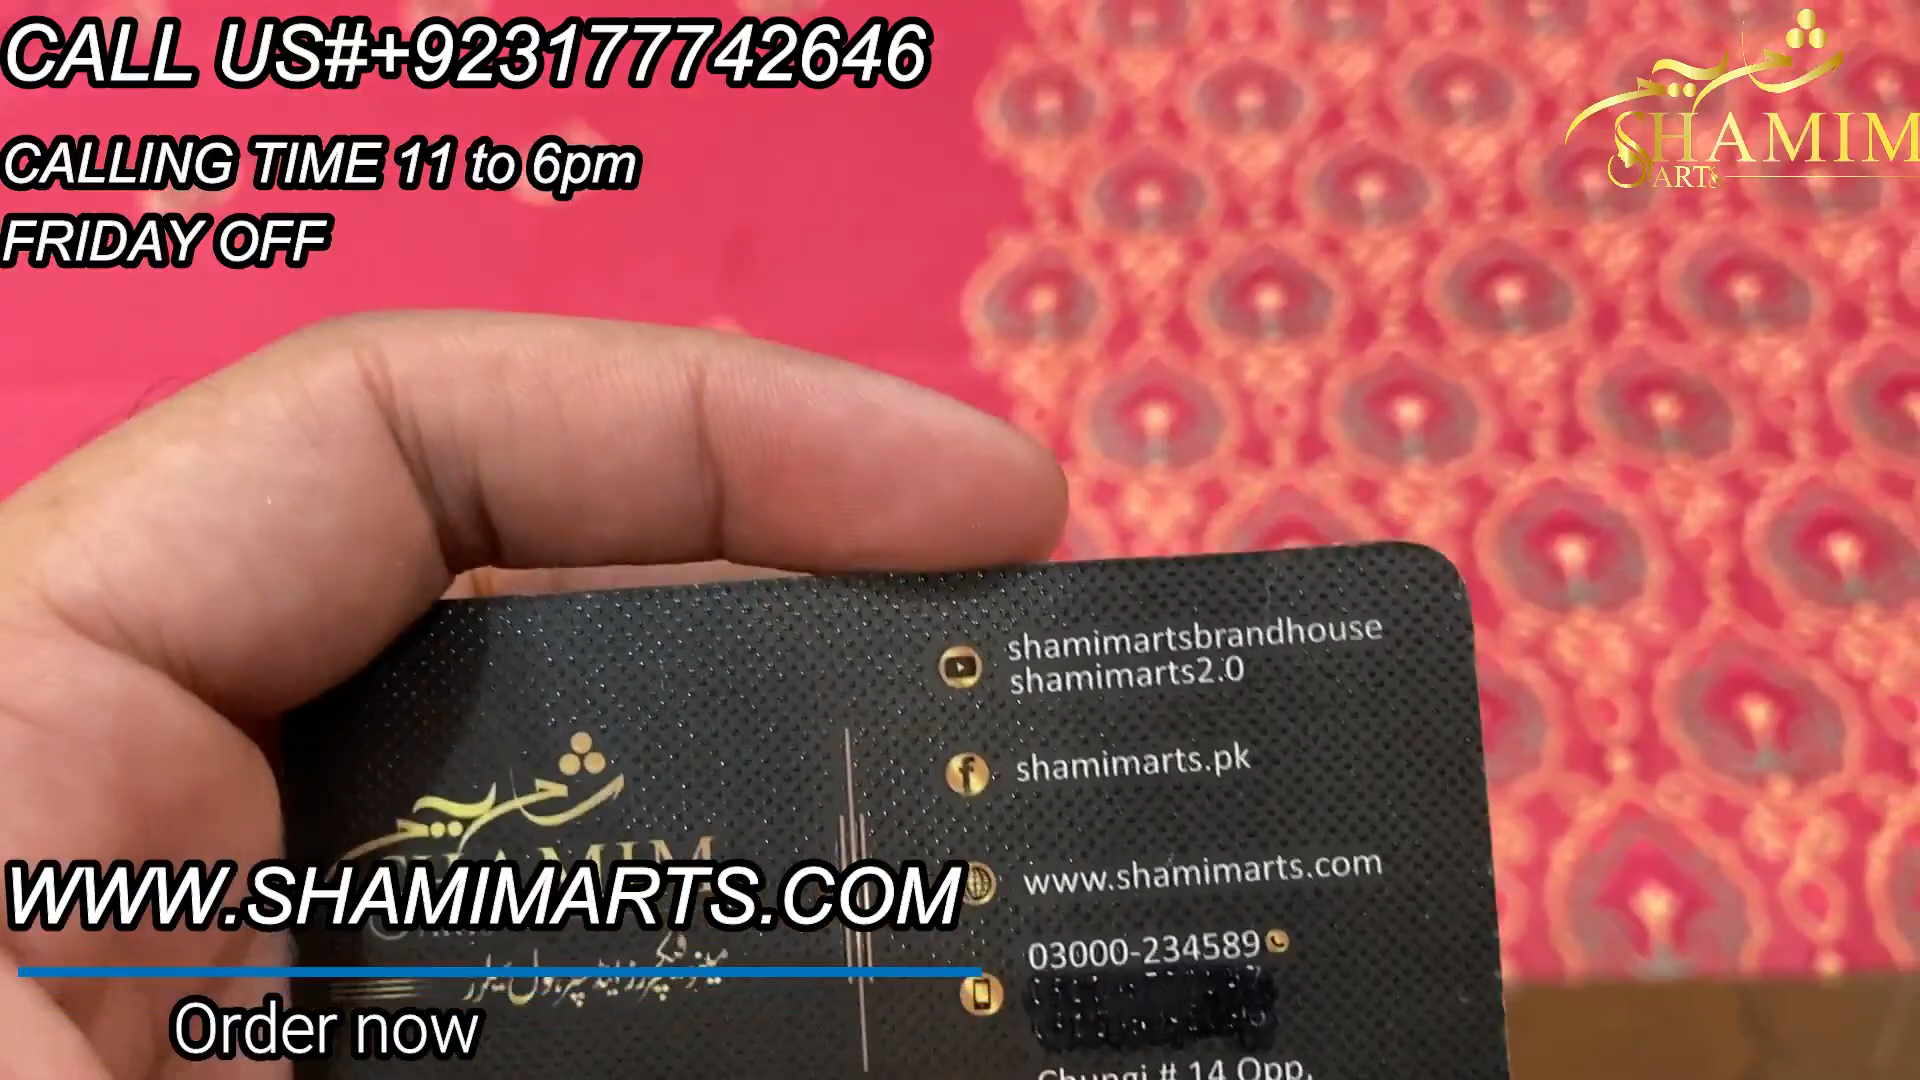 CALL US#+923177742646
CALLING TIME 11 to 6pm
FRIDAY OFF
SHAMIM
ARTS
shamimartsbrandhouse
shamimarts2.0
shamimarts.pk
www.shamimarts.com
03000-234589
Chungi # 14 Opp.
SHAMIM
WWW.SHAMIMARTS.COM
Order now